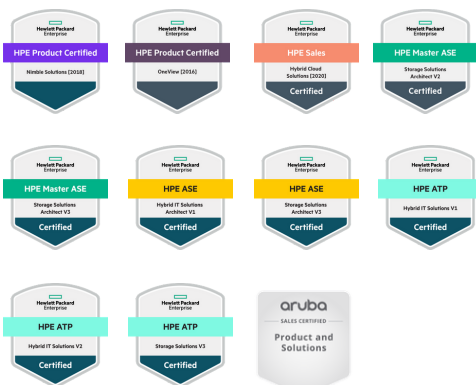 Hewlett Packard
Enterprise
HPE Product Certified
Nimble Solutions [2018]
Hewlett Packard
Enterprise
HPE Product Certified
OneView [2016]
Hewlett Packard
Enterprise
HPE Sales
Hybrid Cloud
Solutions [2020]
Certified
Hewlett Packard
Enterprise
HPE Master ASE
Storage Solutions
Architect V2
Certified
Hewlett Packard
Enterprise
HPE Master ASE
Storage Solutions
Architect V3
Certified
Hewlett Packard
Enterprise
HPE ASE
Hybrid IT Solutions
Architect V1
Certified
Hewlett Packard
Enterprise
HPE ASE
Storage Solutions
Architect V3
Certified
Hewlett Packard
Enterprise
HPE ATP
Hybrid IT Solutions V1
Certified
Hewlett Packard
Enterprise
HPE ATP
Hybrid IT Solutions V2
Certified
Hewlett Packard
Enterprise
HPE ATP
Storage Solutions V3
Certified
aruba
SALES CERTIFIED
Product and
Solutions